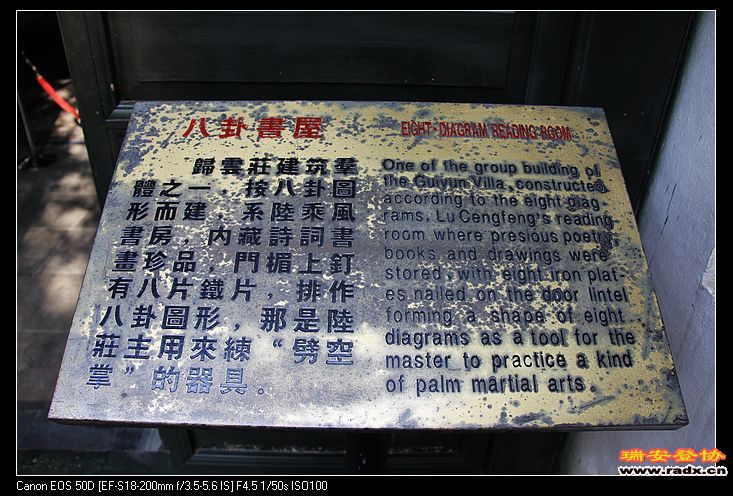 八卦書屋
歸雲莊建筑羣
體之一，按八卦圖
形而建，系陸乘風
書房，内藏詩詞書
畫珍品，門楣上釘
有八片鐵片，排作
八卦圖形，那是陸
莊主用來練“劈空
掌”的器具。
EIGHT-DIAGRAM READING ROOM
One of the group building of
the Guiyun Villa, constructed
according to the eight diag-
rams. Lu Cengfeng's reading
room where presious poetry
books and drawings were
stored, with eight iron plat-
es nailed on the door lintel
forming a shape of eight
diagrams as a tool for the
master to practice a kind
of palm martial arts.
瑞安登协
www.radx.cn
Canon EOS 50D [EF-S18-200mm f/3.5-5.6 IS] F4.5 1/50s ISO100